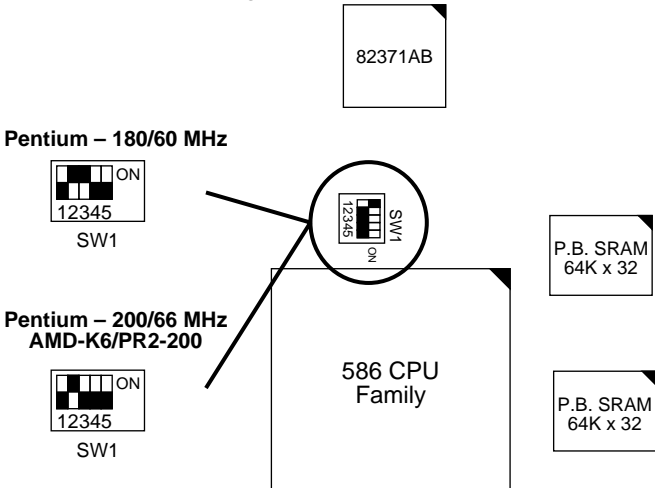 82371AB
Pentium – 180/60 MHz
ON
12345
SW1
12345
SW1
ON
P.B. SRAM
64K x 32
Pentium – 200/66 MHz
AMD-K6/PR2-200
ON
12345
SW1
586 CPU
Family
P.B. SRAM
64K x 32